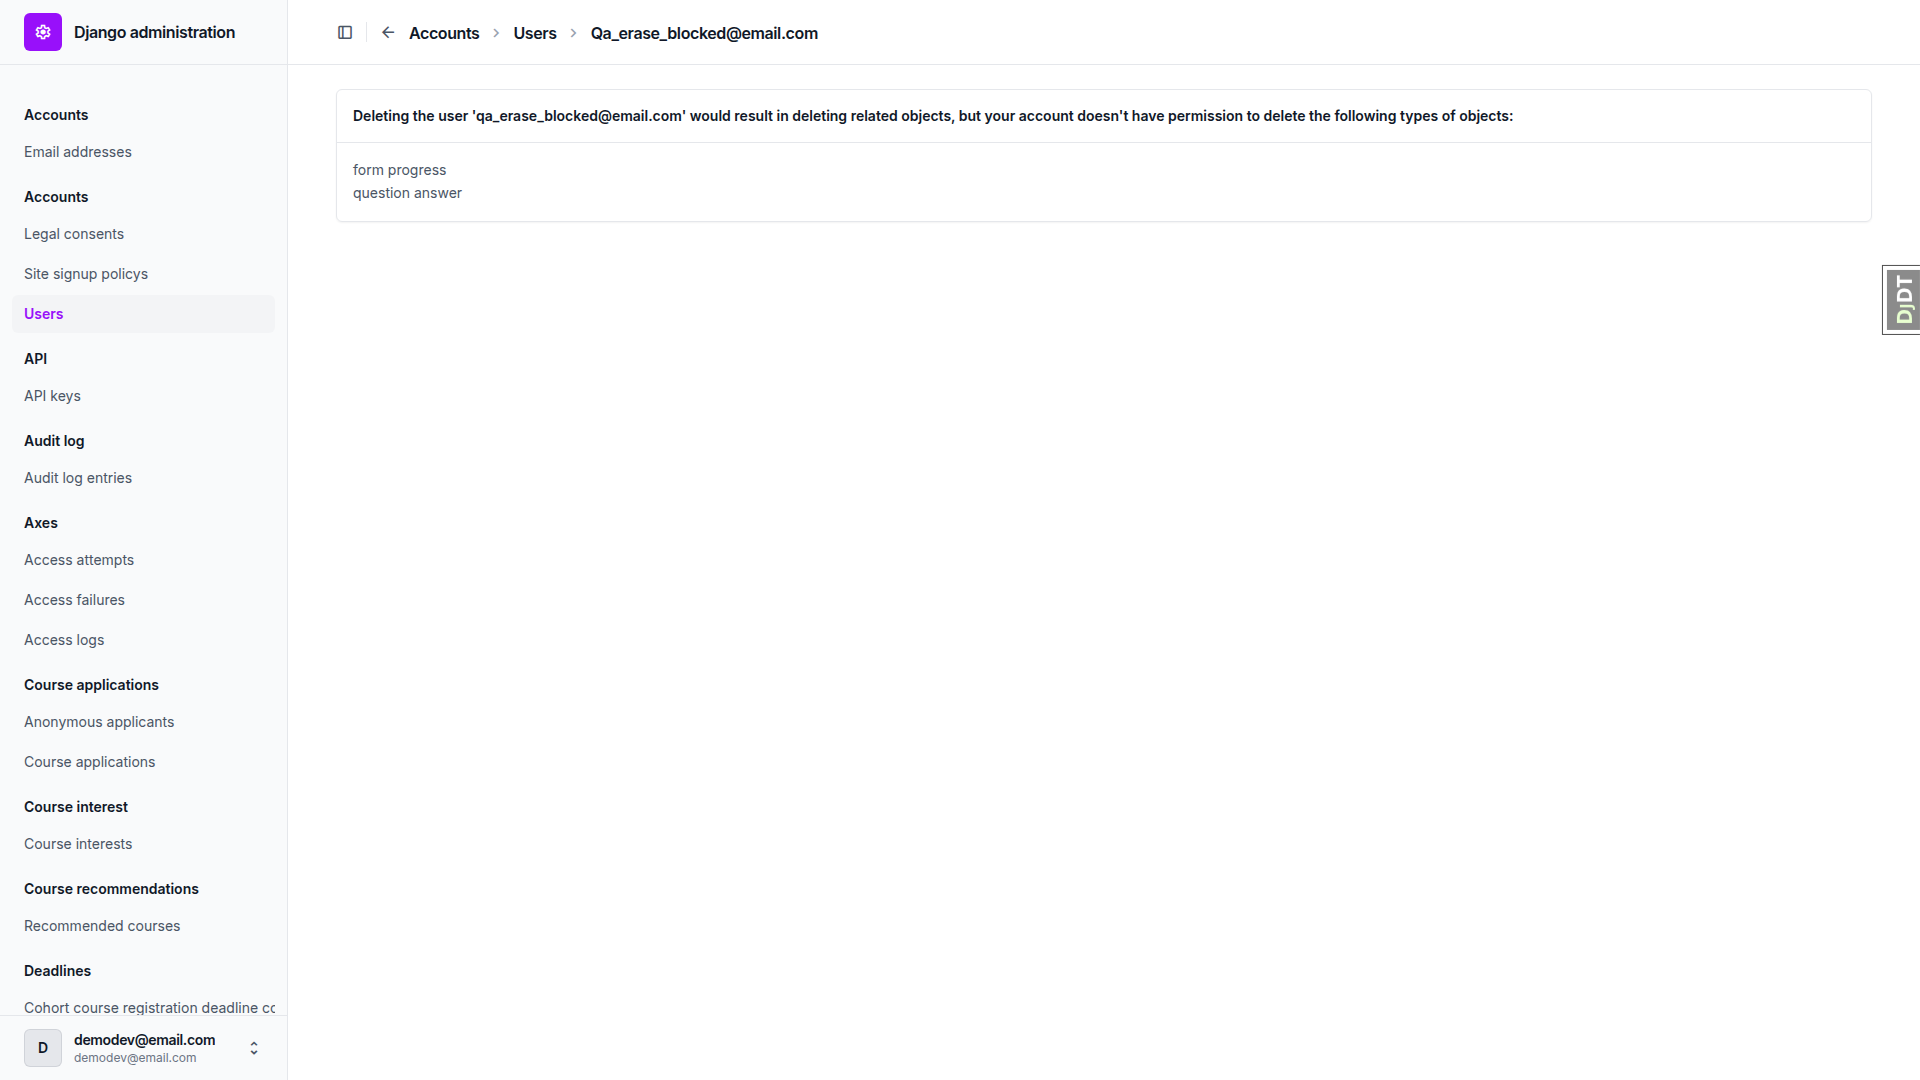 Django administration
Accounts
Email addresses
Accounts
Legal consents
Site signup policys
Users
API
API keys
Audit log
Audit log entries
Axes
Access attempts
Access failures
Access logs
Course applications
Anonymous applicants
Course applications
Course interest
Course interests
Course recommendations
Recommended courses
Deadlines
Cohort course registration deadline co
D
demodev@email.com
demodev@email.com
Accounts > Users > Qa_erase_blocked@email.com
Deleting the user 'qa_erase_blocked@email.com' would result in deleting related objects, but your account doesn't have permission to delete the following types of objects:
form progress
question answer
DjDT